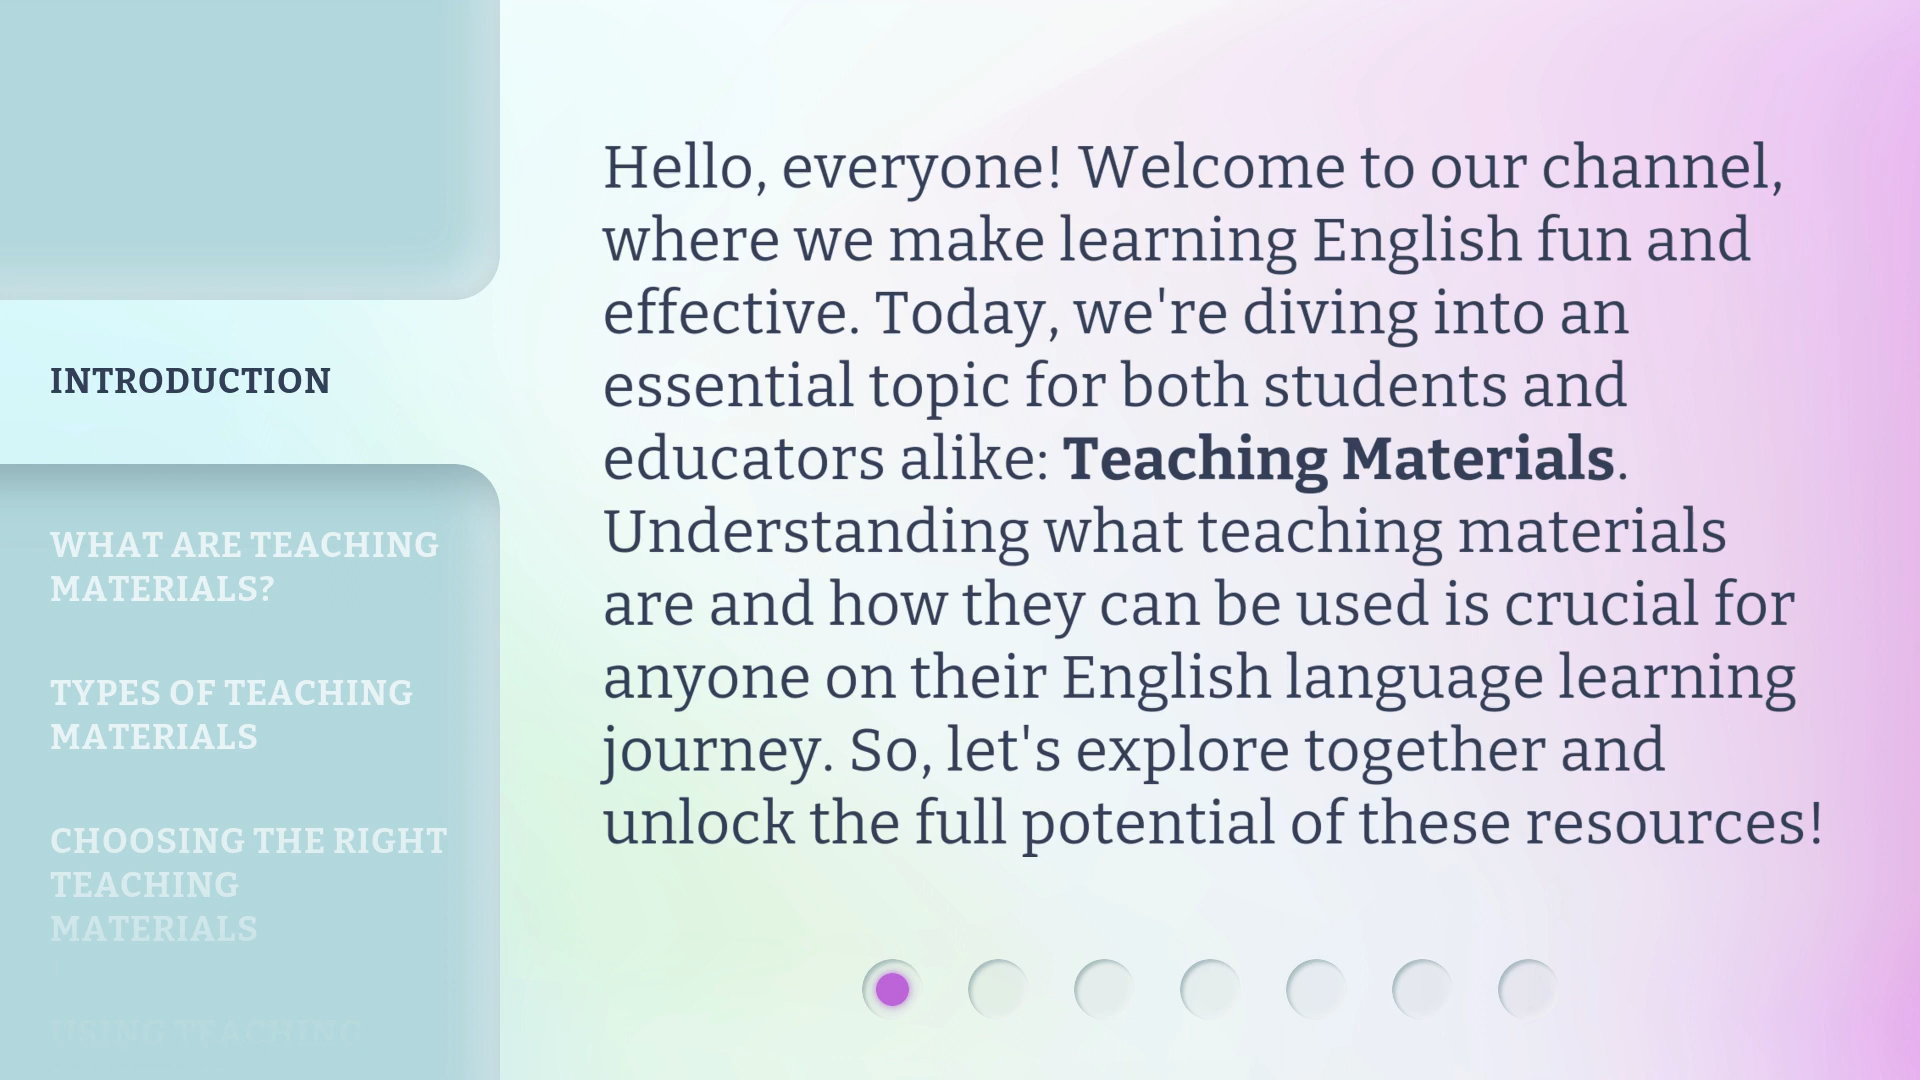 INTRODUCTION
WHAT ARE TEACHING
MATERIALS?
TYPES OF TEACHING
MATERIALS
CHOOSING THE RIGHT
TEACHING
MATERIALS
USING TEACHING
Hello, everyone! Welcome to our channel,
where we make learning English fun and
effective. Today, we're diving into an
essential topic for both students and
educators alike: Teaching Materials.
Understanding what teaching materials
are and how they can be used is crucial for
anyone on their English language learning
journey. So, let's explore together and
unlock the full potential of these resources!